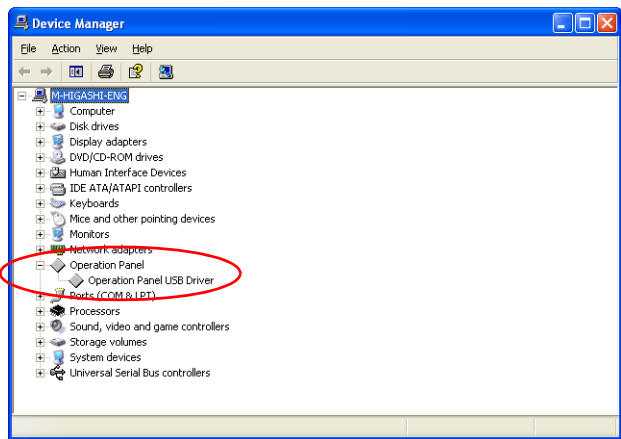 Device Manager
File Action View Help
M-HIGASHI-ENG
Computer
Disk drives
Display adapters
DVD/CD-ROM drives
Human Interface Devices
IDE ATA/ATAPI controllers
Keyboards
Mice and other pointing devices
Monitors
Network adapters
Operation Panel
Operation Panel USB Driver
Ports (COM & LPT)
Processors
Sound, video and game controllers
Storage volumes
System devices
Universal Serial Bus controllers